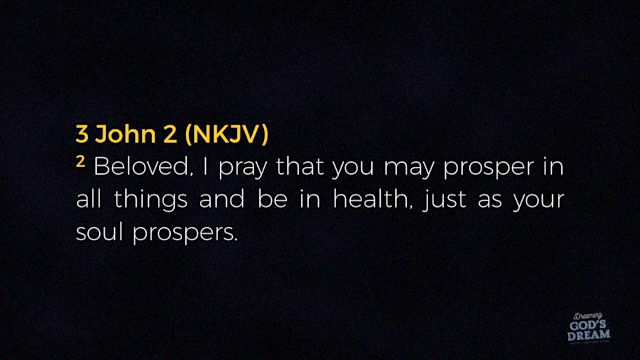 3 John 2 (NKJV)
2 Beloved, I pray that you may prosper in
all things and be in health, just as your
soul prospers.
Dreaming
GOD'S
DREAM